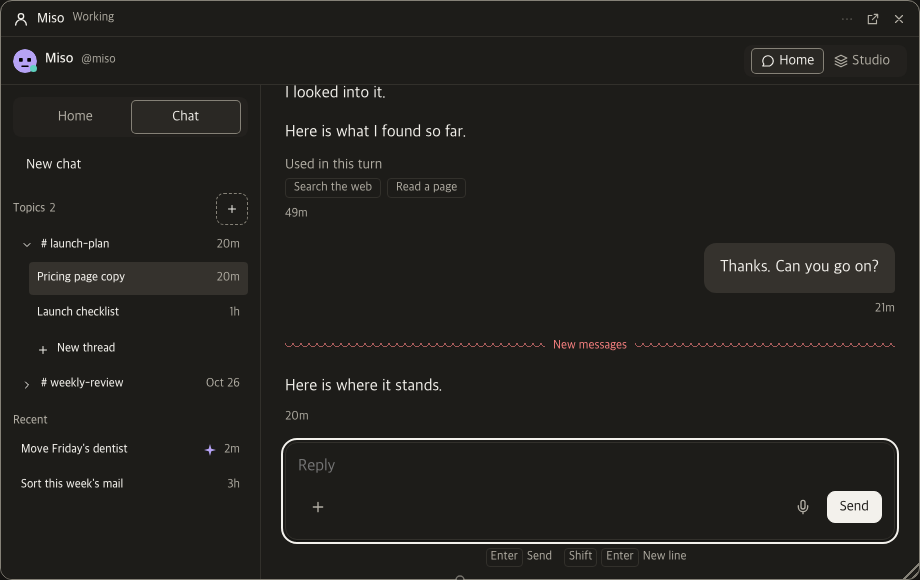 Miso Working
Miso @miso
Home Studio
Home Chat
New chat
Topics 2
# launch-plan 20m
Pricing page copy 20m
Launch checklist 1h
New thread
# weekly-review Oct 26
Recent
Move Friday's dentist 2m
Sort this week's mail 3h
I looked into it.
Here is what I found so far.
Used in this turn
Search the web Read a page
49m
Thanks. Can you go on?
21m
New messages
Here is where it stands.
20m
Reply
Send
Enter Send Shift Enter New line